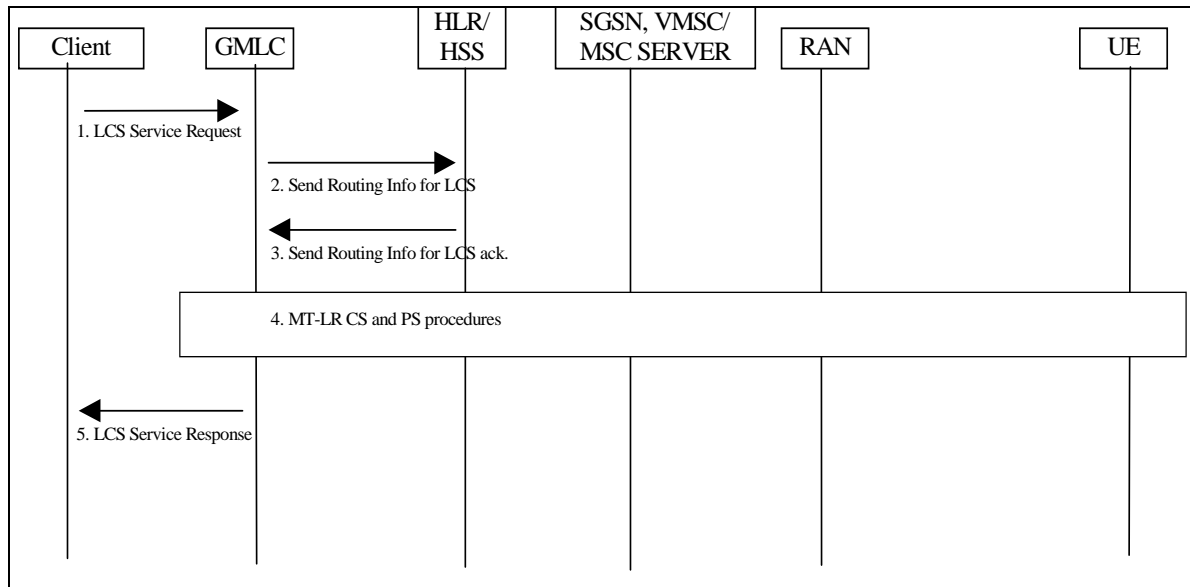 Client
GMLC
HLR/
HSS
SGSN, VMSC/
MSC SERVER
RAN
UE
1. LCS Service Request
2. Send Routing Info for LCS
3. Send Routing Info for LCS ack.
4. MT-LR CS and PS procedures
5. LCS Service Response